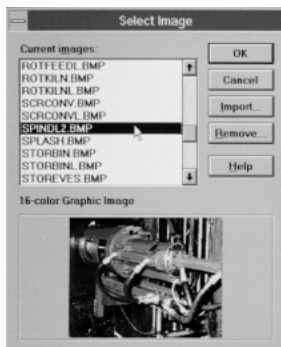 Select Image
Current images:
ROTFEEDL.BMP
ROTKILN.BMP
ROTKILNL.BMP
SCRCONV.BMP
SCRCONVL.BMP
SPINDL2.BMP
SPLASH.BMP
STORBIN.BMP
STORBINL.BMP
STOREVES.BMP
OK
Cancel
Import...
Remove...
Help
16-color Graphic Image